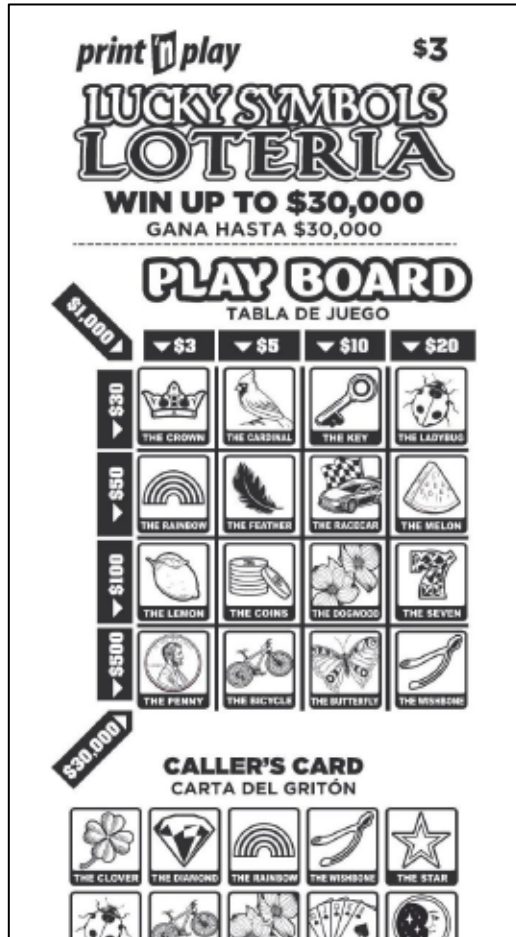 print 'n play
$3
LUCKY SYMBOLS
LOTERIA
WIN UP TO $30,000
GANA HASTA $30,000
PLAY BOARD
TABLA DE JUEGO
$1,000
$3 $5 $10 $20
$30
THE CROWN THE CARDINAL THE KEY THE LADYBUG
$50
THE RAINBOW THE FEATHER THE RACECAR THE MELON
$100
THE LEMON THE COINS THE DOGWOOD THE SEVEN
$500
THE PENNY THE BICYCLE THE BUTTERFLY THE WISHBONE
$30,000
CALLER'S CARD
CARTA DEL GRITÓN
THE CLOVER THE DIAMOND THE RAINBOW THE WISHBONE THE STAR